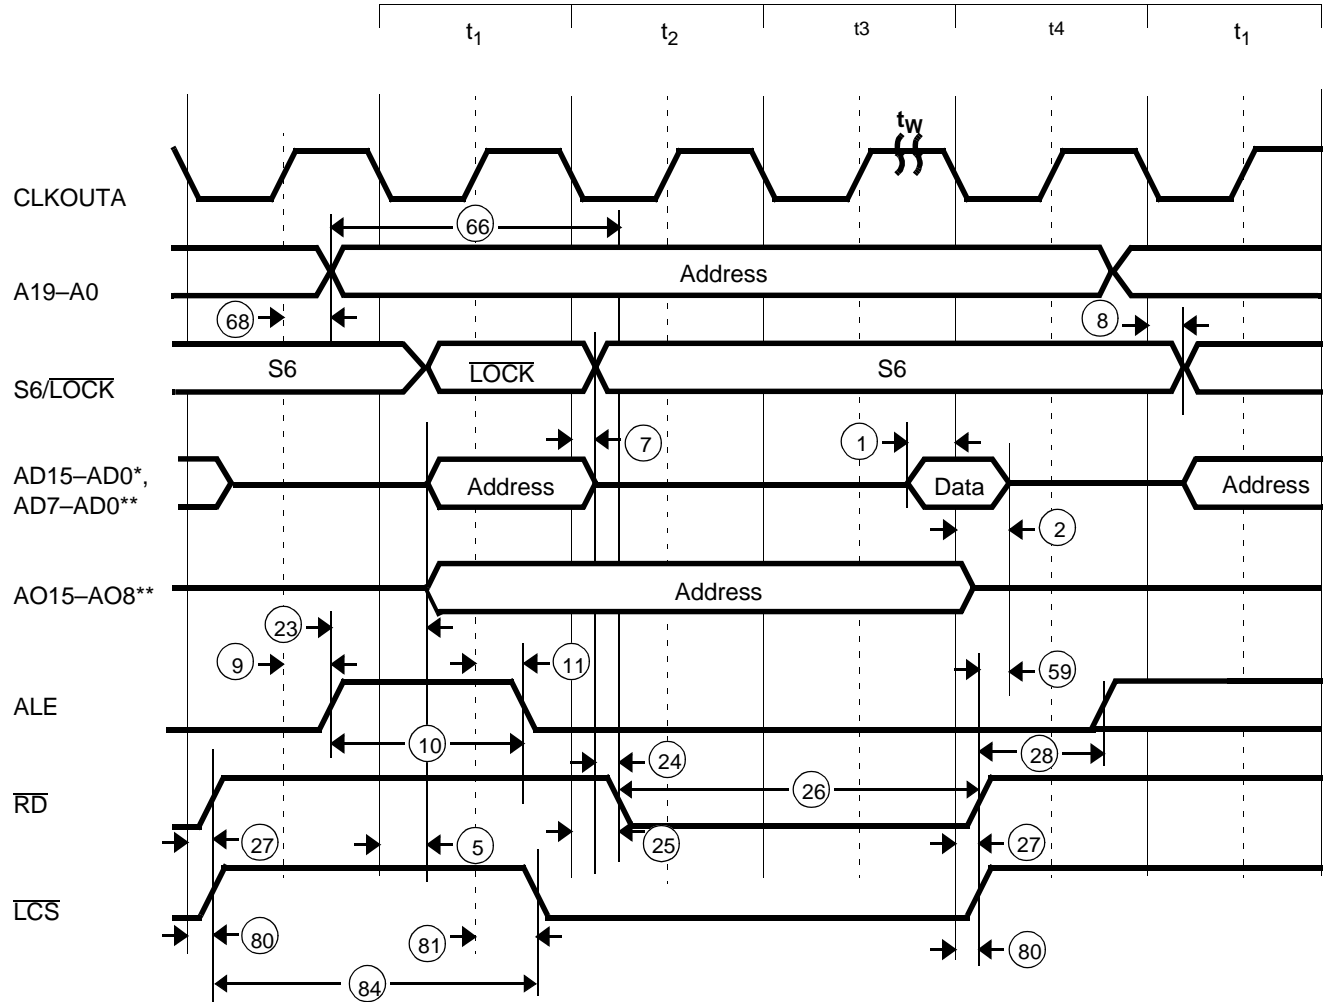 t1 t2 t3 t4 t1
tW
CLKOUTA
66
A19–A0 Address
68 8
S6/LOCK S6 LOCK S6
7 1
AD15–AD0*, Address Data Address
AD7–AD0**
2
AO15–AO8** Address
23
9 11 59
ALE
10 24 28
RD 26
27 5 25 27
LCS
80 81 80
84